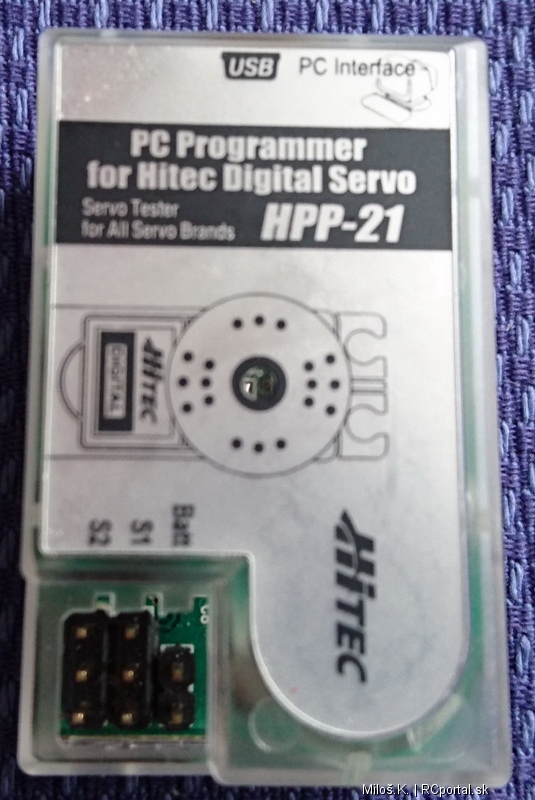 USB PC Interface
PC Programmer
for Hitec Digital Servo
Servo Tester
for All Servo Brands
HPP-21
HiTEC
DIGITAL
Batt
S1
S2
HiTEC
Miloš.K. | RCportal.sk